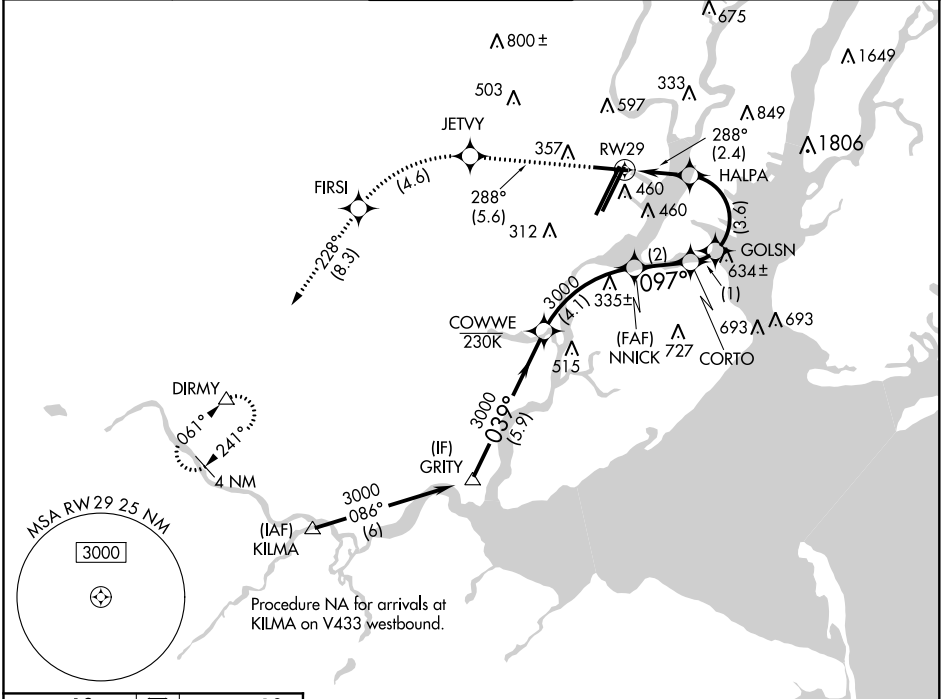 675
800 ±
1649
503
333
597
849
JETVY
288°
(2.4)
357
RW29
1806
HALPA
FIRSI
(4.6)
288°
(5.6)
460
460
(3.6)
312
228°
(8.3)
GOLSN
(2)
097°
634±
(1)
3000
(4.1)
335±
COWWE
230K
693
693
(FAF)
NNICK
727
CORTO
515
DIRMY
061°
241°
3000
039°
(5.9)
4 NM
(IF)
GRITY
3000
086°
(6)
(IAF)
KILMA
MSA RW29 25 NM
3000
Procedure NA for arrivals at
KILMA on V433 westbound.